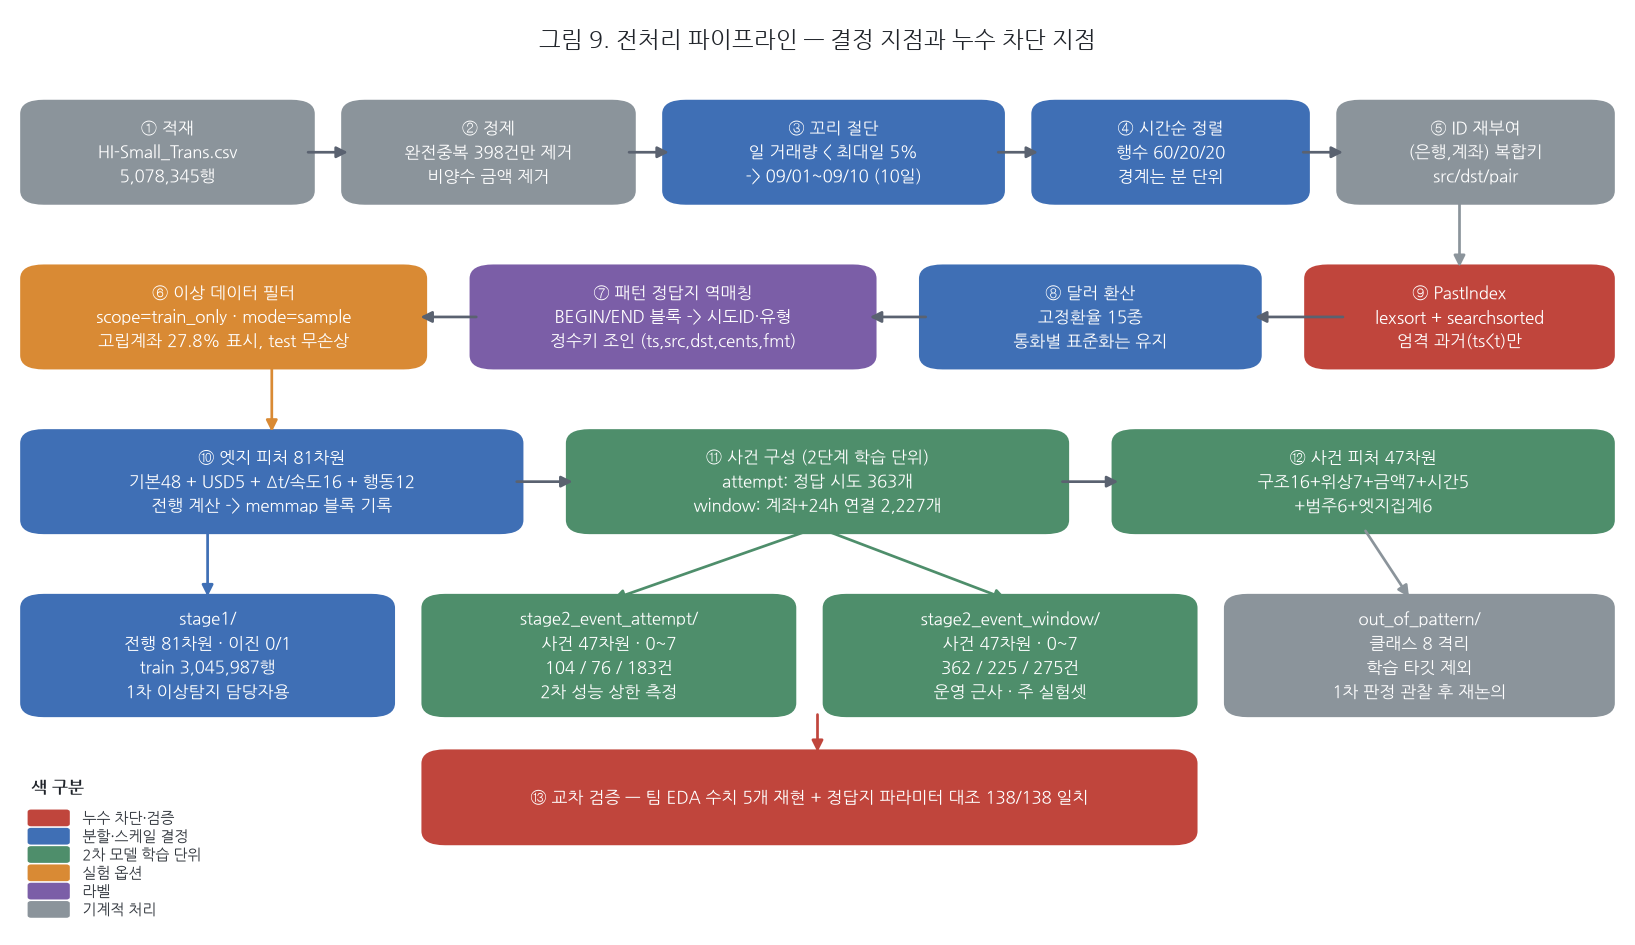 그림 9. 전처리 파이프라인 — 결정 지점과 누수 차단 지점
① 적재
HI-Small_Trans.csv
5,078,345행
② 정제
완전중복 398건만 제거
비양수 금액 제거
③ 꼬리 절단
일 거래량 < 최대일 5%
-> 09/01~09/10 (10일)
④ 시간순 정렬
행수 60/20/20
경계는 분 단위
⑤ ID 재부여
(은행,계좌) 복합키
src/dst/pair
⑥ 이상 데이터 필터
scope=train_only · mode=sample
고립계좌 27.8% 표시, test 무손상
⑦ 패턴 정답지 역매칭
BEGIN/END 블록 -> 시도ID·유형
정수키 조인 (ts,src,dst,cents,fmt)
⑧ 달러 환산
고정환율 15종
통화별 표준화는 유지
⑨ PastIndex
lexsort + searchsorted
엄격 과거(ts<t)만
⑩ 엣지 피처 81차원
기본48 + USD5 + Δt/속도16 + 행동12
전행 계산 -> memmap 블록 기록
⑪ 사건 구성 (2단계 학습 단위)
attempt: 정답 시도 363개
window: 계좌+24h 연결 2,227개
⑫ 사건 피처 47차원
구조16+위상7+금액7+시간5
+범주6+엣지집계6
stage1/
전행 81차원 · 이진 0/1
train 3,045,987행
1차 이상탐지 담당자용
stage2_event_attempt/
사건 47차원 · 0~7
104 / 76 / 183건
2차 성능 상한 측정
stage2_event_window/
사건 47차원 · 0~7
362 / 225 / 275건
운영 근사 · 주 실험셋
out_of_pattern/
클래스 8 격리
학습 타깃 제외
1차 판정 관찰 후 재논의
⑬ 교차 검증 — 팀 EDA 수치 5개 재현 + 정답지 파라미터 대조 138/138 일치
색 구분
누수 차단·검증
분할·스케일 결정
2차 모델 학습 단위
실험 옵션
라벨
기계적 처리